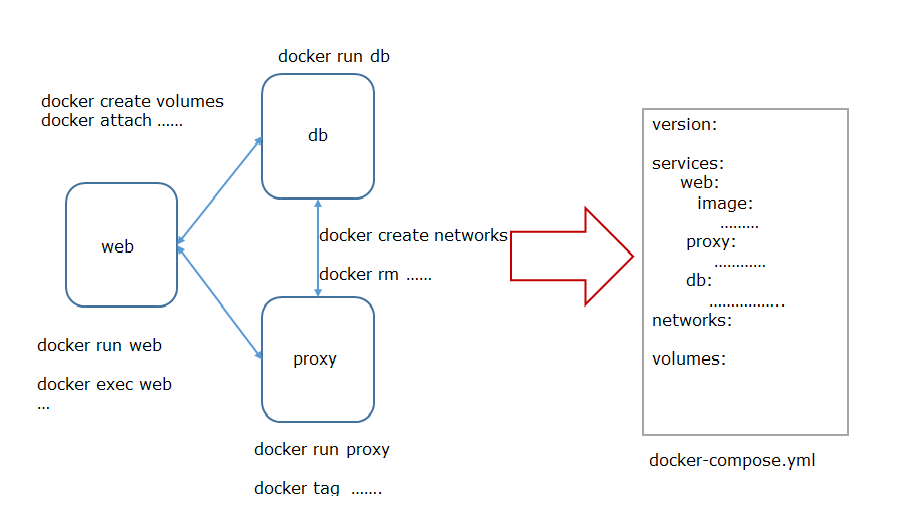 docker run db
docker create volumes
docker attach ......
db
web
docker create networks
docker rm ......
proxy
docker run web
docker exec web
...
docker run proxy
docker tag .......
version:
services:
web:
image:
.........
proxy:
............
db:
.................
networks:
volumes:
docker-compose.yml